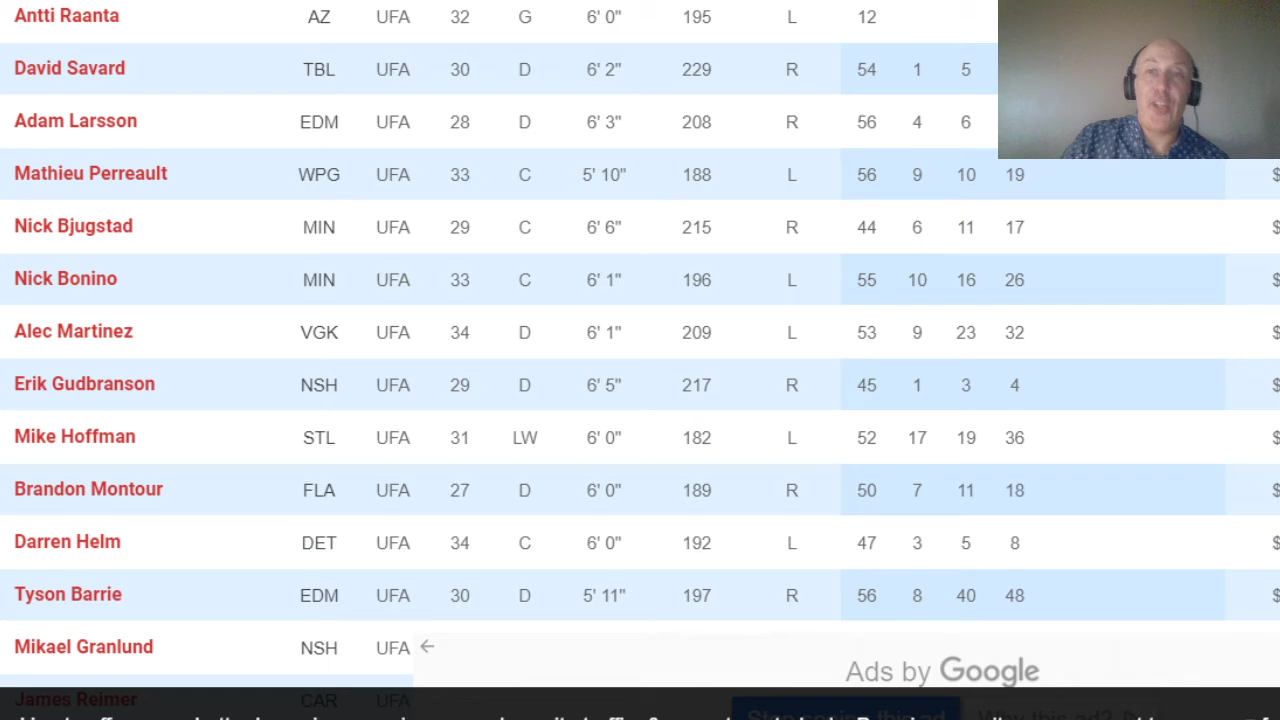 Antti Raanta AZ UFA 32 G 6' 0" 195 L 12
David Savard TBL UFA 30 D 6' 2" 229 R 54 1 5
Adam Larsson EDM UFA 28 D 6' 3" 208 R 56 4 6
Mathieu Perreault WPG UFA 33 C 5' 10" 188 L 56 9 10 19 $
Nick Bjugstad MIN UFA 29 C 6' 6" 215 R 44 6 11 17 $
Nick Bonino MIN UFA 33 C 6' 1" 196 L 55 10 16 26 $
Alec Martinez VGK UFA 34 D 6' 1" 209 L 53 9 23 32 $
Erik Gudbranson NSH UFA 29 D 6' 5" 217 R 45 1 3 4 $
Mike Hoffman STL UFA 31 LW 6' 0" 182 L 52 17 19 36 $
Brandon Montour FLA UFA 27 D 6' 0" 189 R 50 7 11 18 $
Darren Helm DET UFA 34 C 6' 0" 192 L 47 3 5 8 $
Tyson Barrie EDM UFA 30 D 5' 11" 197 R 56 8 40 48 $
Mikael Granlund NSH UFA
Ads by Google
James Reimer CAR UFA